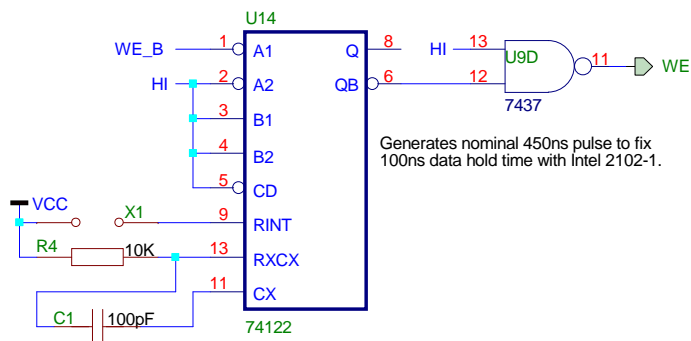 U14
WE_B 1 A1 Q 8 HI 13 U9D 11 WE
HI 2 A2 QB 6 12 7437
3 B1
4 B2
Generates nominal 450ns pulse to fix
100ns data hold time with Intel 2102-1.
5 CD
VCC X1 9 RINT
R4 10K 13 RXCX
11 CX
C1 100pF
74122